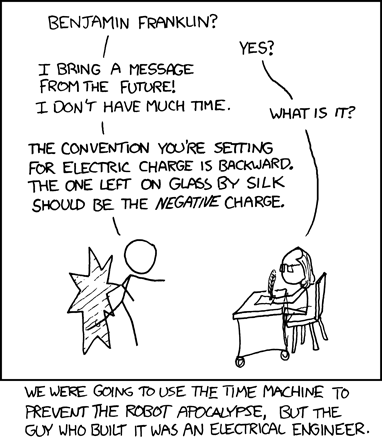 BENJAMIN FRANKLIN?
YES?
I BRING A MESSAGE
FROM THE FUTURE!
I DON'T HAVE MUCH TIME.
WHAT IS IT?
THE CONVENTION YOU'RE SETTING
FOR ELECTRIC CHARGE IS BACKWARD.
THE ONE LEFT ON GLASS BY SILK
SHOULD BE THE NEGATIVE CHARGE.
WE WERE GOING TO USE THE TIME MACHINE TO
PREVENT THE ROBOT APOCALYPSE, BUT THE
GUY WHO BUILT IT WAS AN ELECTRICAL ENGINEER.